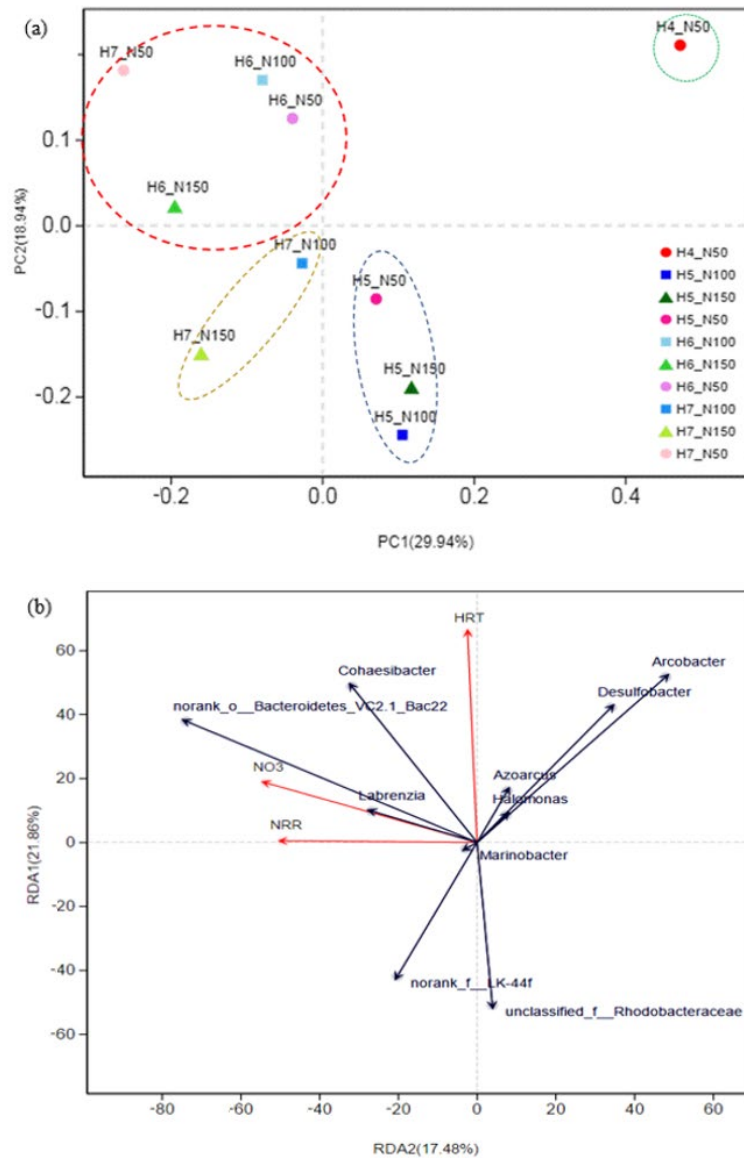 (a)
H4_N50
H7_N50
H6_N100
H6_N50
H6_N150
H7_N100
H5_N50
H7_N150
H5_N150
H5_N100
H4_N50
H5_N100
H5_N150
H5_N50
H6_N100
H6_N150
H6_N50
H7_N100
H7_N150
H7_N50
0.1
0.0
-0.1
-0.2
PC2(18.94%)
-0.2 0.0 0.2 0.4
PC1(29.94%)
(b)
HRT
Arcobacter
Cohaesibacter
Desulfobacter
norank_o__Bacteroidetes_VC2.1_Bac22
NO3
Azoarcus
Labrenzia
Halomonas
NRR
Marinobacter
norank_f__LK-44f
unclassified_f__Rhodobacteraceae
60
40
20
0
-20
-40
-60
RDA1(21.86%)
-80 -60 -40 -20 0 20 40 60
RDA2(17.48%)